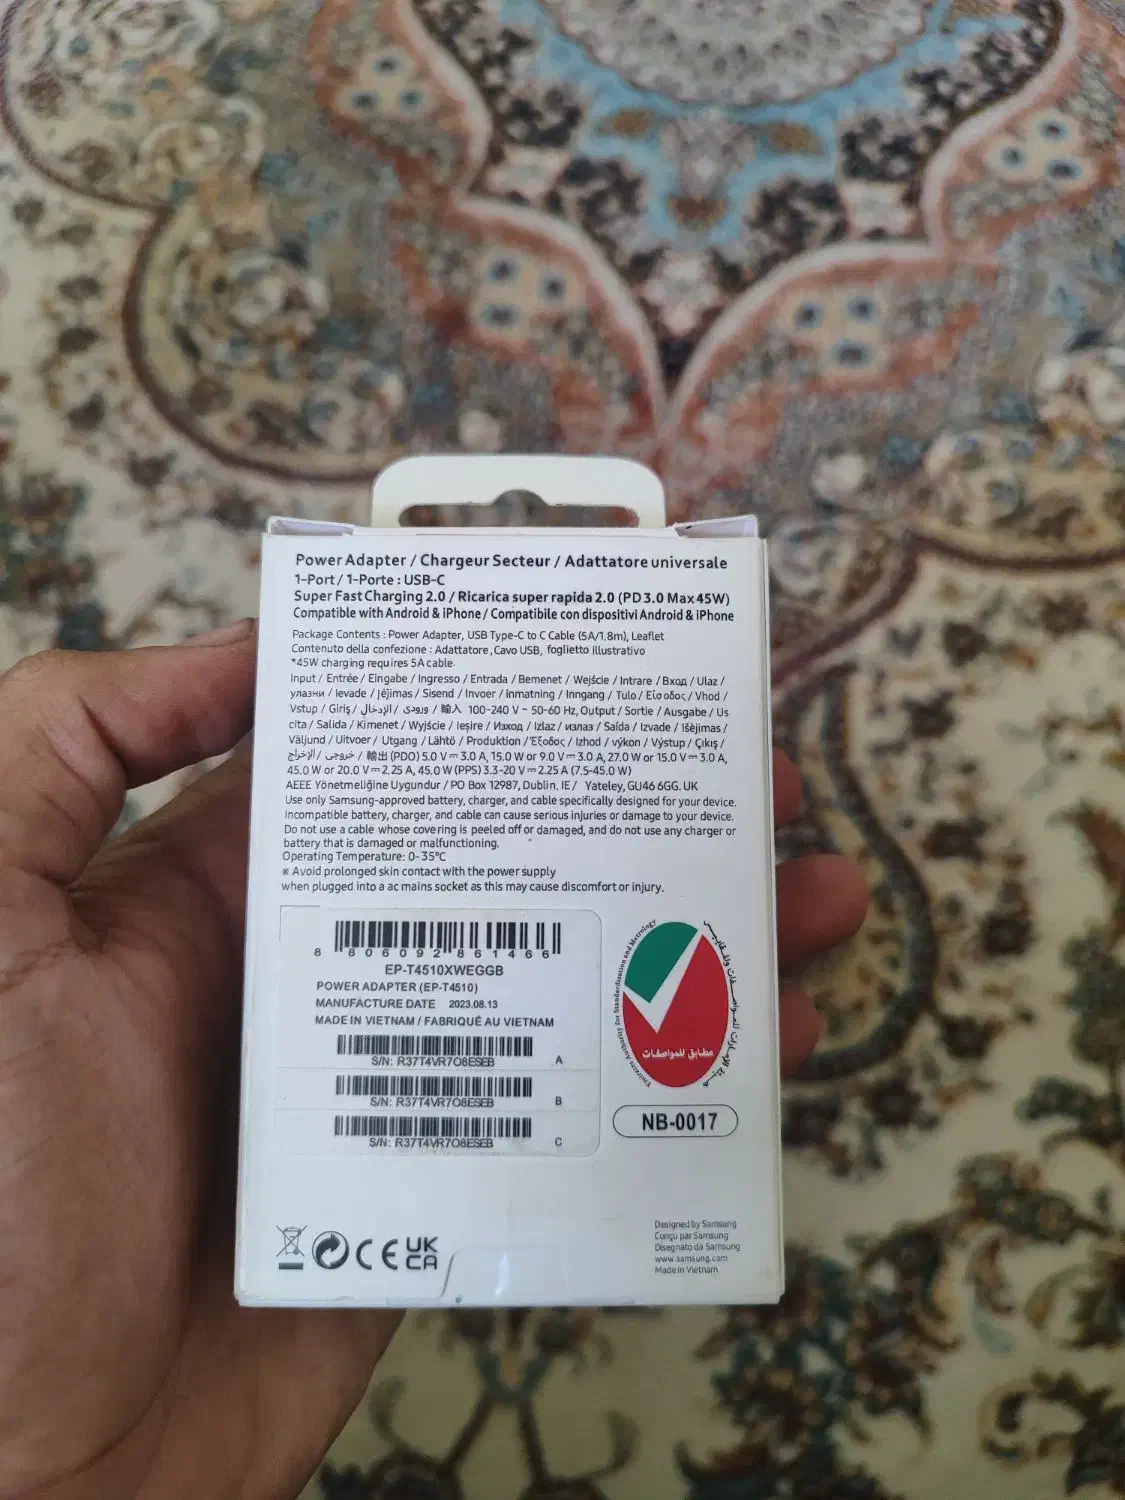 Power Adapter / Chargeur Secteur / Adattatore universale
1-Port / 1-Porte : USB-C
Super Fast Charging 2.0 / Ricarica super rapida 2.0 (PD 3.0 Max 45W)
Compatible with Android & iPhone / Compatibile con dispositivi Android & iPhone
Package Contents : Power Adapter, USB Type-C to C Cable (5A/1.8m), Leaflet
Contenuto della confezione : Adattatore, Cavo USB, foglietto illustrativo
*45W charging requires 5A cable.
Input / Entrée / Eingabe / Ingresso / Entrada / Bemenet / Wejście / Intrare / Вход / Ulaz /
улазни / Ievade / Įėjimas / Sisend / Invoer / Inmatning / Inngang / Tulo / Είσοδος / Vhod /
Vstup / Giriş / الإدخال / ورودی / 輸入 100-240 V ~ 50-60 Hz, Output / Sortie / Ausgabe / Us
cita / Salida / Kimenet / Wyjście / Ieșire / Изход / Izlaz / излаз / Saída / Izvade / Išėjimas /
Väljund / Uitvoer / Utgang / Lähtö / Produktion / Έξοδος / Izhod / výkon / Výstup / Çıkış /
الإخراج / خروجی / 輸出 (PDO) 5.0 V ⎓ 3.0 A, 15.0 W or 9.0 V ⎓ 3.0 A, 27.0 W or 15.0 V ⎓ 3.0 A,
45.0 W or 20.0 V ⎓ 2.25 A, 45.0 W (PPS) 3.3-20 V ⎓ 2.25 A (7.5-45.0 W)
AEEE Yönetmeliğine Uygundur / PO Box 12987, Dublin. IE / Yateley, GU46 6GG. UK
Use only Samsung-approved battery, charger, and cable specifically designed for your device.
Incompatible battery, charger, and cable can cause serious injuries or damage to your device.
Do not use a cable whose covering is peeled off or damaged, and do not use any charger or
battery that is damaged or malfunctioning.
Operating Temperature: 0-35°C
※ Avoid prolonged skin contact with the power supply
when plugged into a ac mains socket as this may cause discomfort or injury.
8 806092 861466
EP-T4510XWEGGB
POWER ADAPTER (EP-T4510)
MANUFACTURE DATE 2023.08.13
MADE IN VIETNAM / FABRIQUÉ AU VIETNAM
S/N: R37T4VR7O8ESEB A
S/N: R37T4VR7O8ESEB B
S/N: R37T4VR7O8ESEB C
Emirates Authority For Standardization and Metrology
هيئة الإمارات للمواصفات والمقاييس
مطابق للمواصفات
NB-0017
CE
UK
CA
Designed by Samsung
Conçu par Samsung
Disegnato da Samsung
www.samsung.com
Made in Vietnam